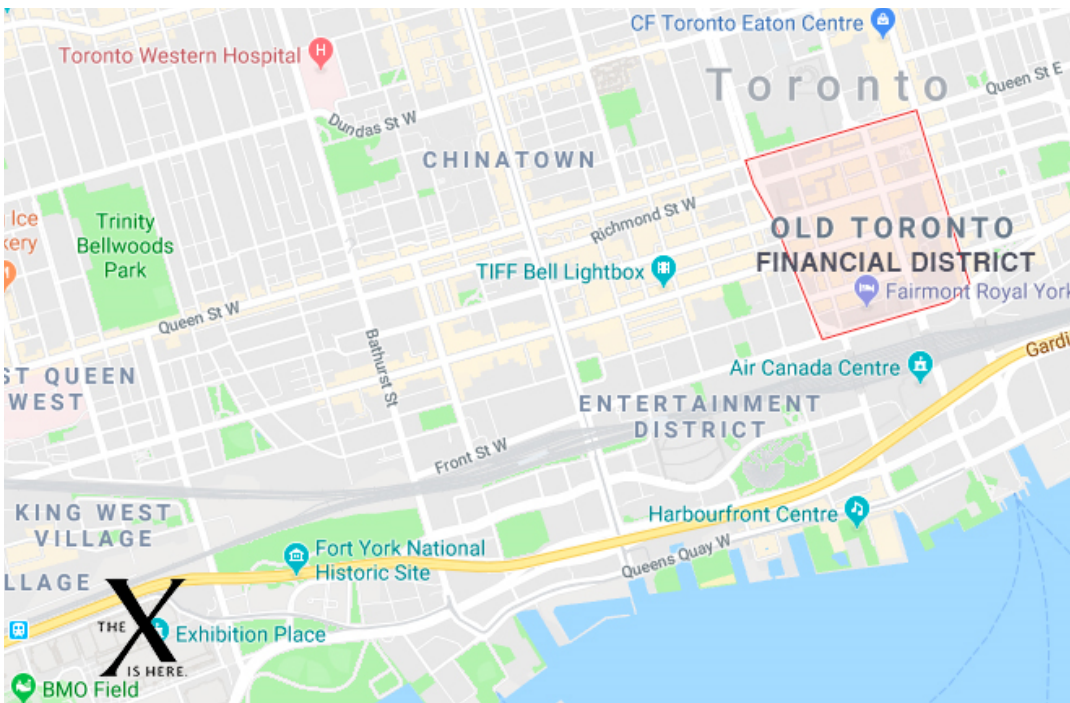 CF Toronto Eaton Centre
Toronto Western Hospital
Toronto
Queen St E
Dundas St W
CHINATOWN
Ice
Trinity
Bellwoods
Park
Richmond St W
OLD TORONTO
FINANCIAL DISTRICT
TIFF Bell Lightbox
Fairmont Royal York
Queen St W
Bathurst St
Gardi
Air Canada Centre
ST QUEEN
WEST
ENTERTAINMENT
DISTRICT
Front St W
KING WEST
VILLAGE
Harbourfront Centre
Queens Quay W
Fort York National
Historic Site
LLAGE
THE X
IS HERE.
Exhibition Place
BMO Field